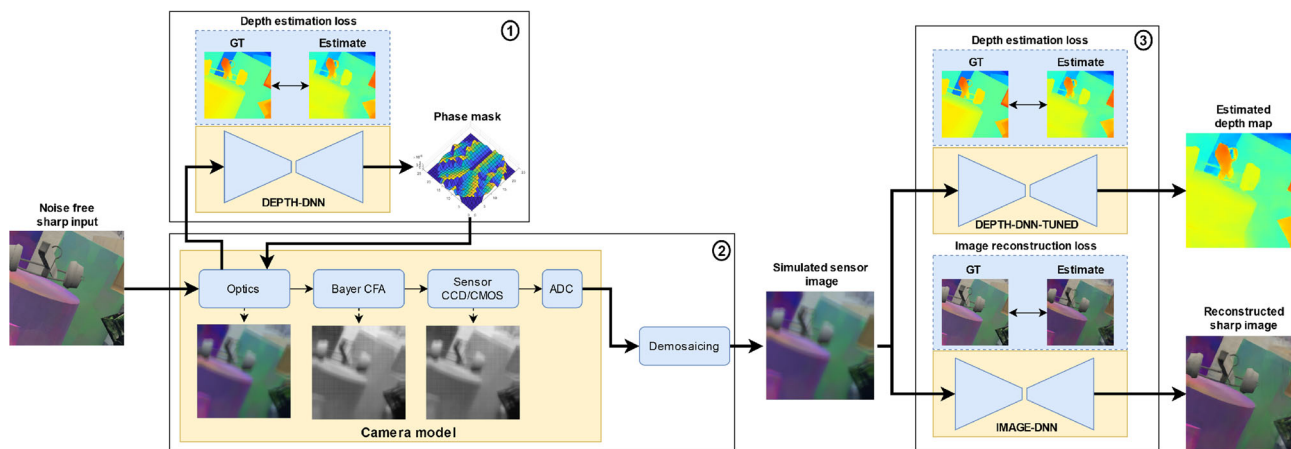 Depth estimation loss
1
GT
Estimate
Phase mask
DEPTH-DNN
Noise free
sharp input
2
Optics
Bayer CFA
Sensor
CCD/CMOS
ADC
Demosaicing
Camera model
Simulated sensor
image
3
Depth estimation loss
GT
Estimate
DEPTH-DNN-TUNED
Estimated
depth map
Image reconstruction loss
GT
Estimate
IMAGE-DNN
Reconstructed
sharp image